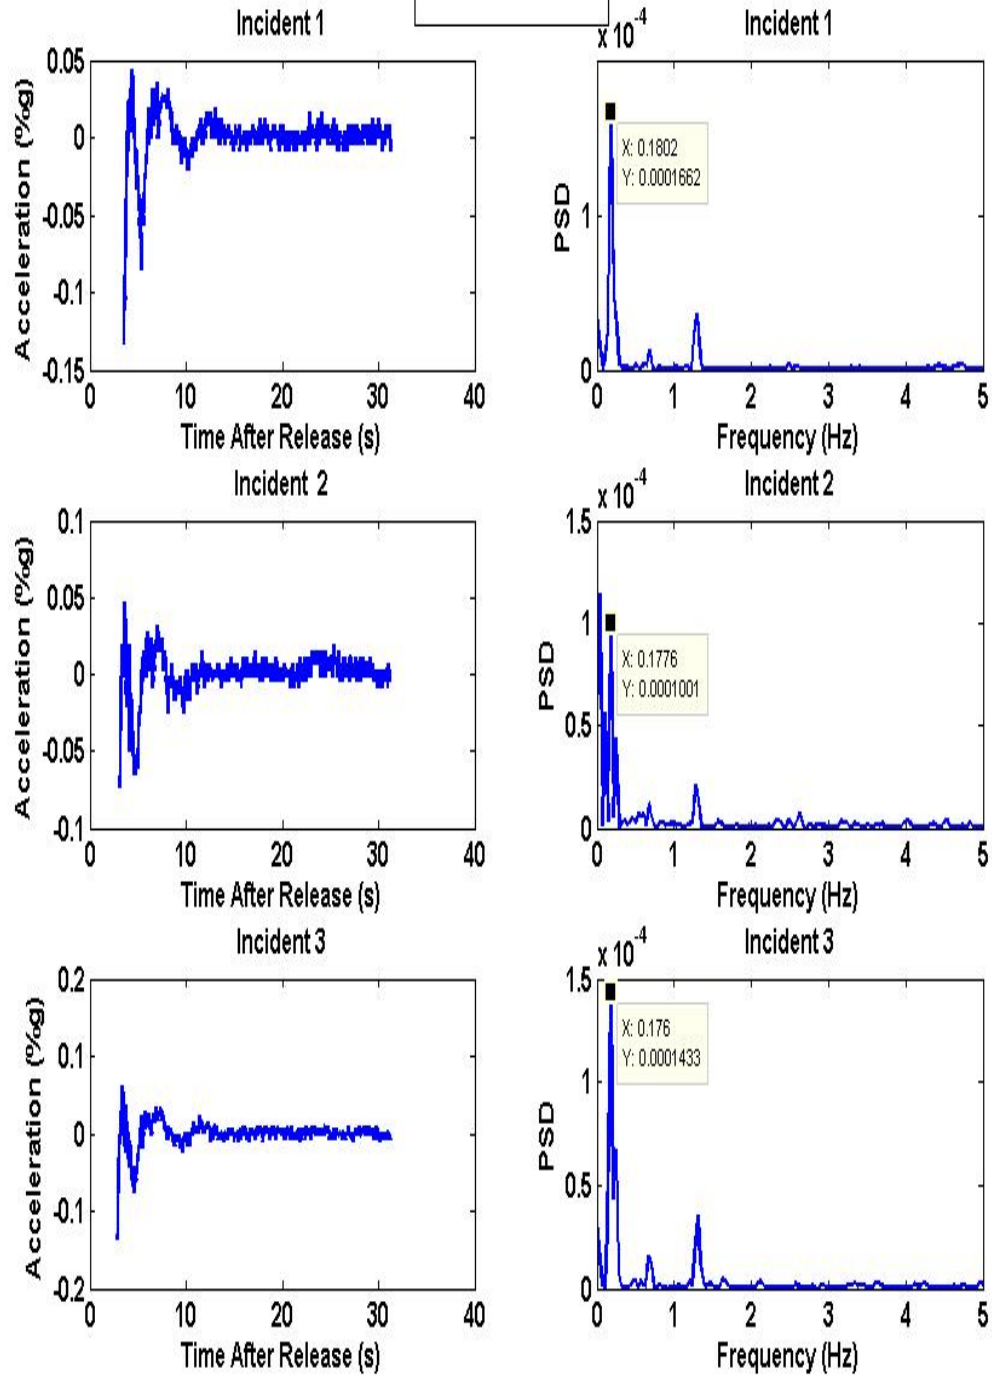 Incident 1
Acceleration (%g)
0.05
0
-0.05
-0.1
-0.15
0
10
20
30
40
Time After Release (s)
Incident 1
x 10-4
PSD
1
0
X: 0.1802
Y: 0.0001662
0
1
2
3
4
5
Frequency (Hz)
Incident 2
Acceleration (%g)
0.1
0.05
0
-0.05
-0.1
0
10
20
30
40
Time After Release (s)
Incident 2
x 10-4
PSD
1.5
1
0.5
0
X: 0.1776
Y: 0.0001001
0
1
2
3
4
5
Frequency (Hz)
Incident 3
Acceleration (%g)
0.2
0.1
0
-0.1
-0.2
0
10
20
30
40
Time After Release (s)
Incident 3
x 10-4
PSD
1.5
1
0.5
0
X: 0.176
Y: 0.0001433
0
1
2
3
4
5
Frequency (Hz)